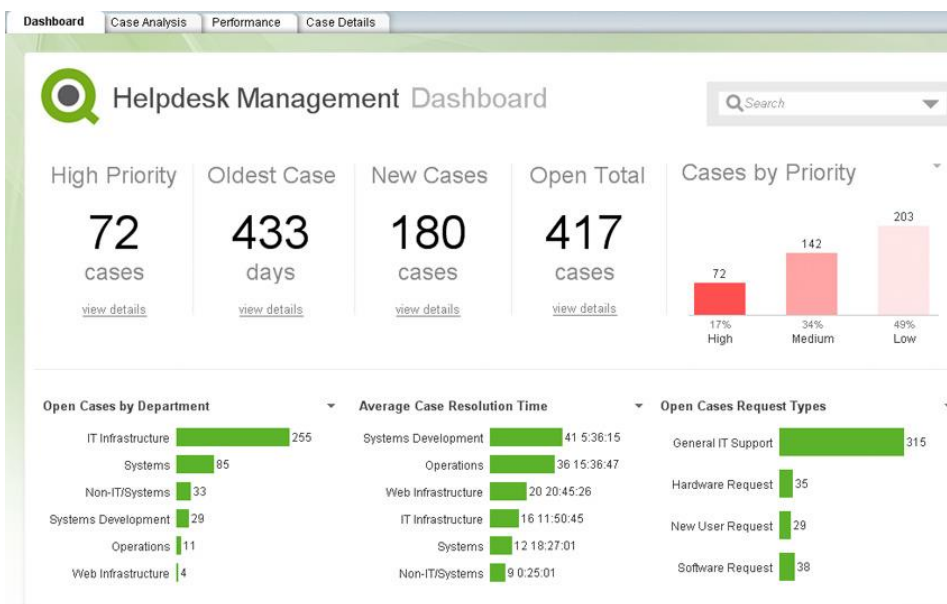 Dashboard Case Analysis Performance Case Details
Helpdesk Management Dashboard
Search
High Priority
72
cases
view details
Oldest Case
433
days
view details
New Cases
180
cases
view details
Open Total
417
cases
view details
Cases by Priority
72 142 203
17% 34% 49%
High Medium Low
Open Cases by Department
IT Infrastructure 255
Systems 85
Non-IT/Systems 33
Systems Development 29
Operations 11
Web Infrastructure 4
Average Case Resolution Time
Systems Development 41 5:36:15
Operations 36 15:36:47
Web Infrastructure 20 20:45:26
IT Infrastructure 16 11:50:45
Systems 12 18:27:01
Non-IT/Systems 9 0:25:01
Open Cases Request Types
General IT Support 315
Hardware Request 35
New User Request 29
Software Request 38